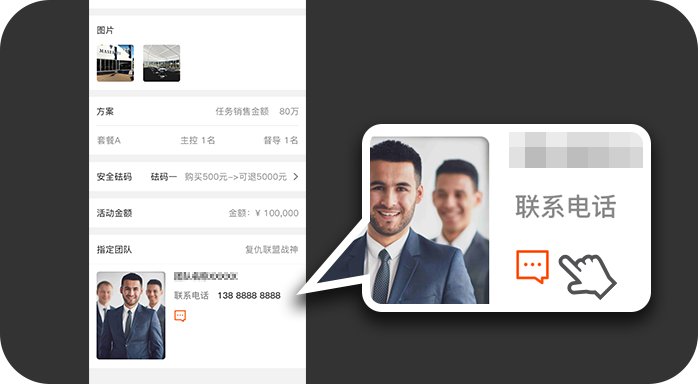 图片
MASERATI
方案
任务销售金额 80万
套餐A
主控 1名
督导 1名
安全砝码
砝码一
购买500元–>可退5000元
活动金额
金额：¥ 100,000
指定团队
复仇联盟战神
联系电话 138 8888 8888
联系电话